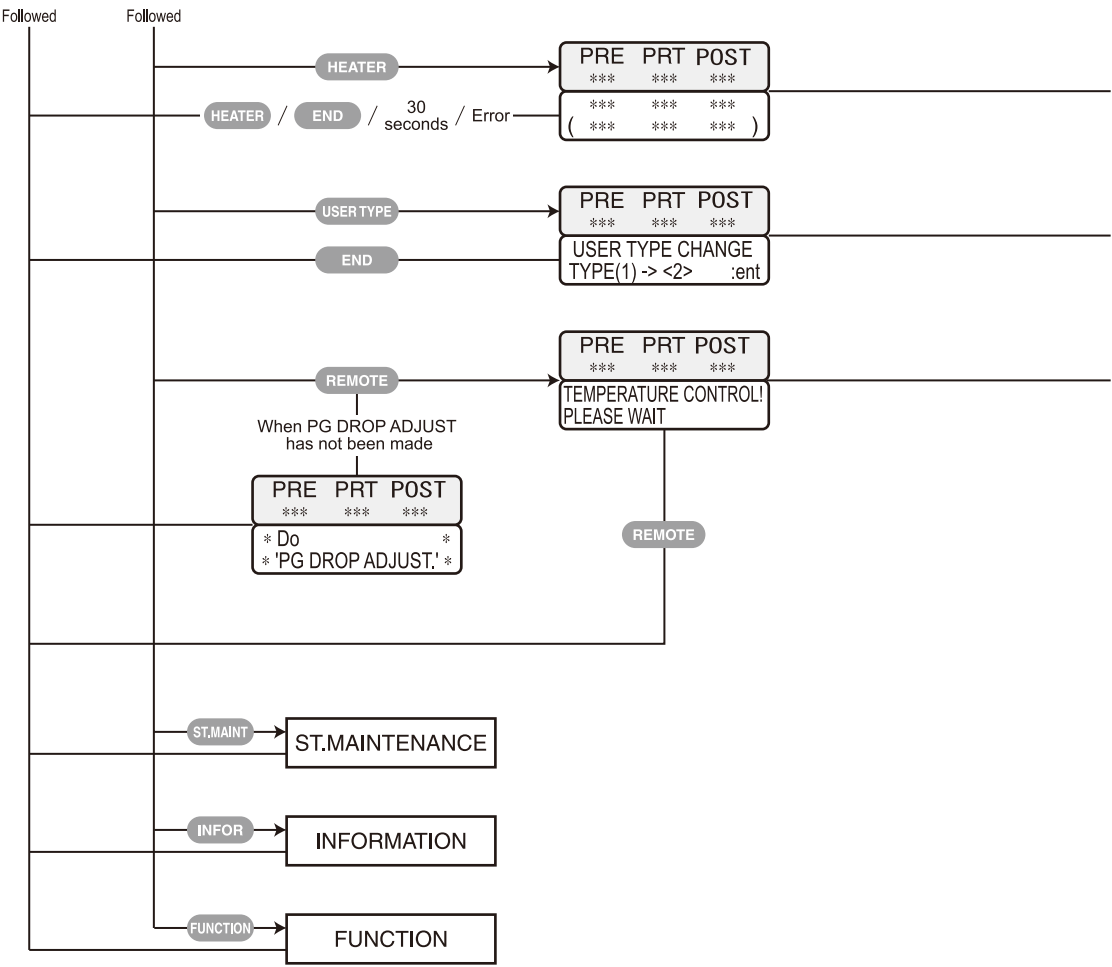 Followed
Followed
HEATER
PRE PRT POST
*** *** ***
*** *** ***
( *** *** *** )
HEATER / END / 30 seconds / Error
USER TYPE
PRE PRT POST
*** *** ***
USER TYPE CHANGE
TYPE(1) -> <2> :ent
END
REMOTE
PRE PRT POST
*** *** ***
TEMPERATURE CONTROL!
PLEASE WAIT
When PG DROP ADJUST
has not been made
PRE PRT POST
*** *** ***
* Do *
* 'PG DROP ADJUST.' *
REMOTE
ST.MAINT
ST.MAINTENANCE
INFOR
INFORMATION
FUNCTION
FUNCTION